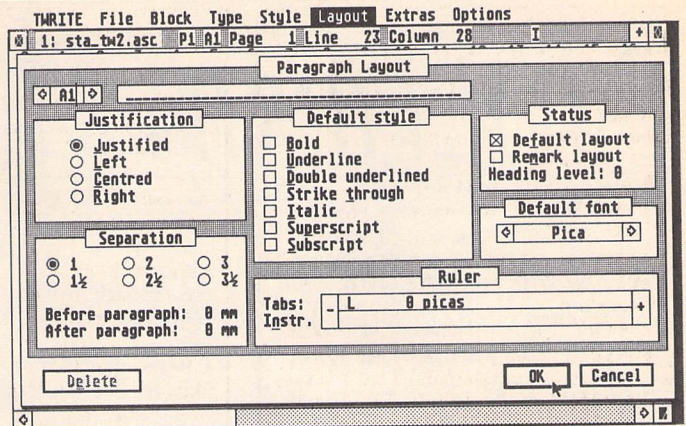 TWRITE File Block Type Style Layout Extras Options
1: sta_tw2.asc P1 A1 Page 1 Line 23 Column 28 I +
Paragraph Layout
A1
Justification
Justified
Left
Centred
Right
Default style
Bold
Underline
Double underlined
Strike through
Italic
Superscript
Subscript
Status
Default layout
Remark layout
Heading level: 0
Default font
Pica
Separation
1 2 3
1½ 2½ 3½
Before paragraph: 0 mm
After paragraph: 0 mm
Ruler
Tabs: - L 0 picas +
Instr.
Delete
OK Cancel